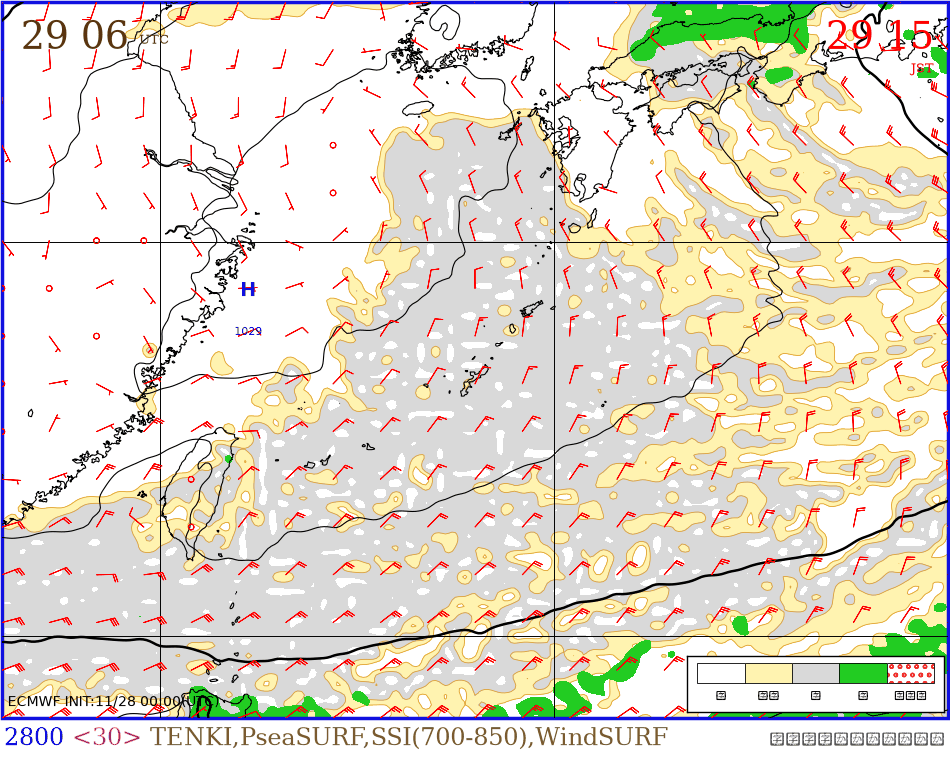 29 06 UTC
29 15
JST
H
1029
ECMWF INIT:11/28 00:00(UTC)
2800 <30> TENKI,PseaSURF,SSI(700-850),WindSURF